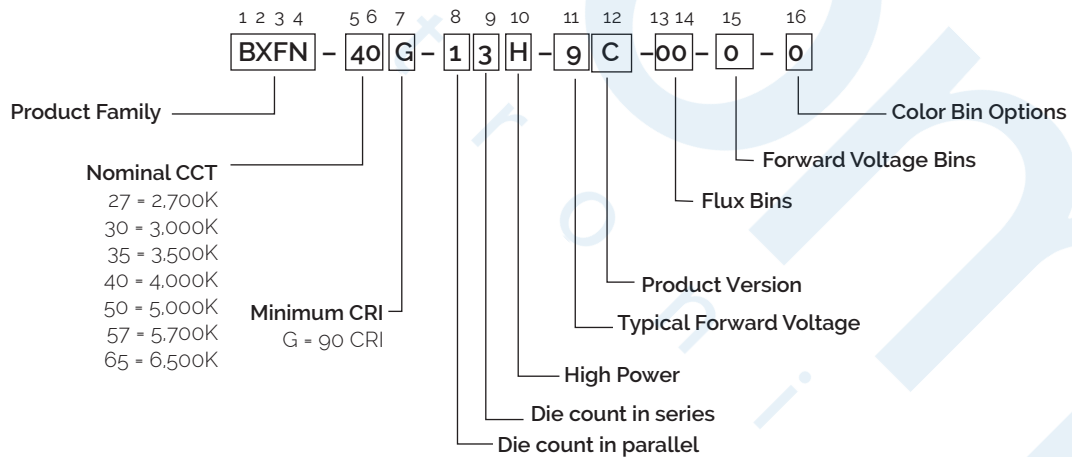 1 2 3 4 5 6 7 8 9 10 11 12 13 14 15 16
BXFN – 40 G – 1 3 H – 9 C –00 – 0 – 0
Product Family
Color Bin Options
Nominal CCT
Forward Voltage Bins
27 = 2,700K
Flux Bins
30 = 3,000K
35 = 3,500K
40 = 4,000K
50 = 5,000K
57 = 5,700K
65 = 6,500K
Minimum CRI
G = 90 CRI
Product Version
Typical Forward Voltage
High Power
Die count in series
Die count in parallel